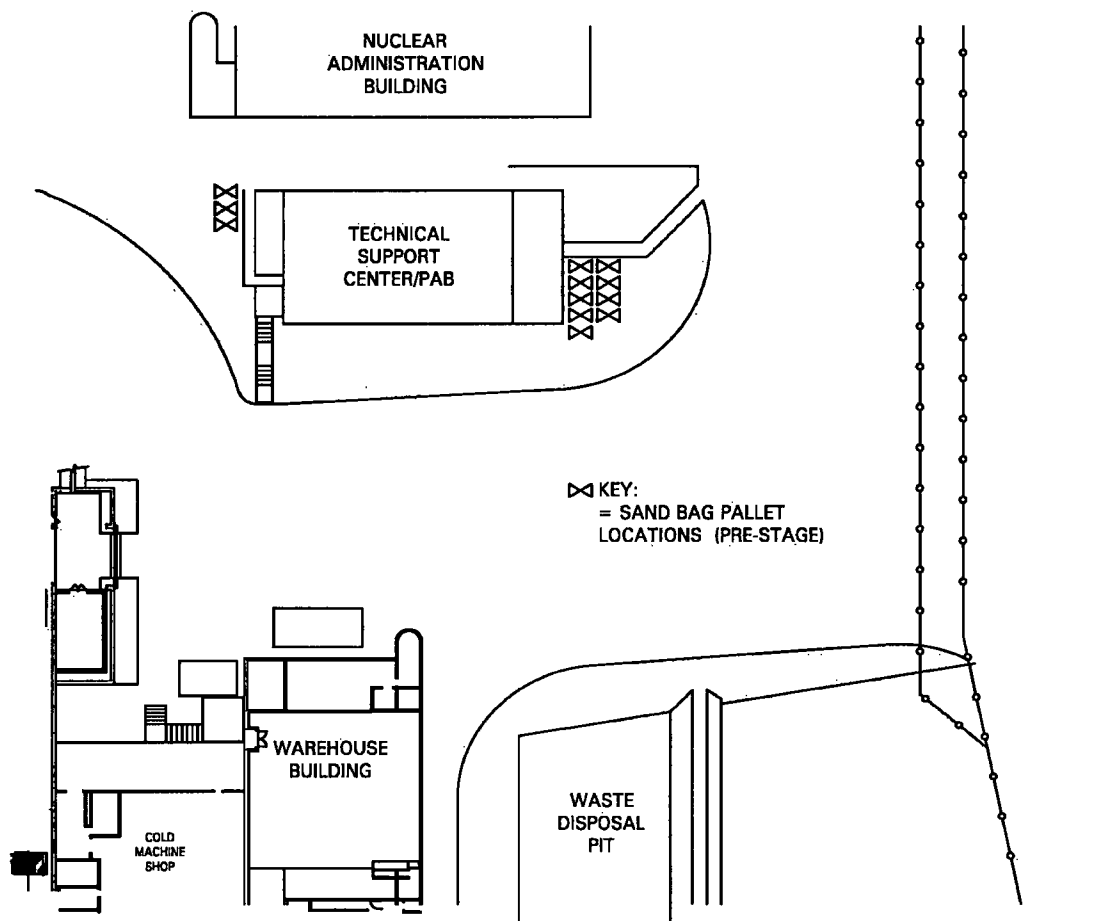 NUCLEAR
ADMINISTRATION
BUILDING
TECHNICAL
SUPPORT
CENTER/PAB
KEY:
= SAND BAG PALLET
LOCATIONS (PRE-STAGE)
WAREHOUSE
BUILDING
WASTE
DISPOSAL
PIT
COLD
MACHINE
SHOP